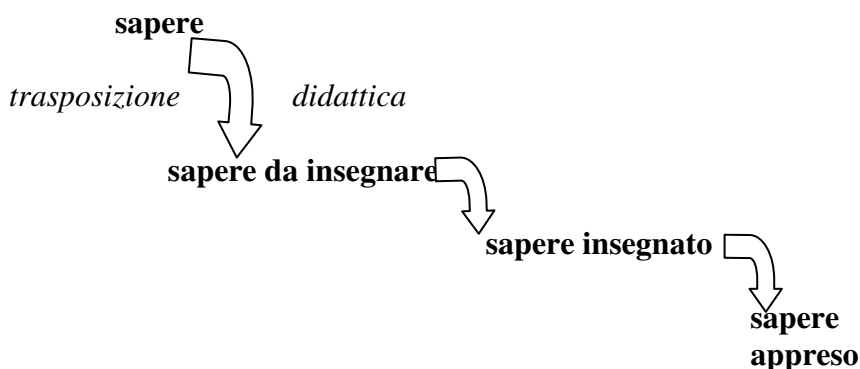 sapere
trasposizione didattica
sapere da insegnare
sapere insegnato
sapere
appreso